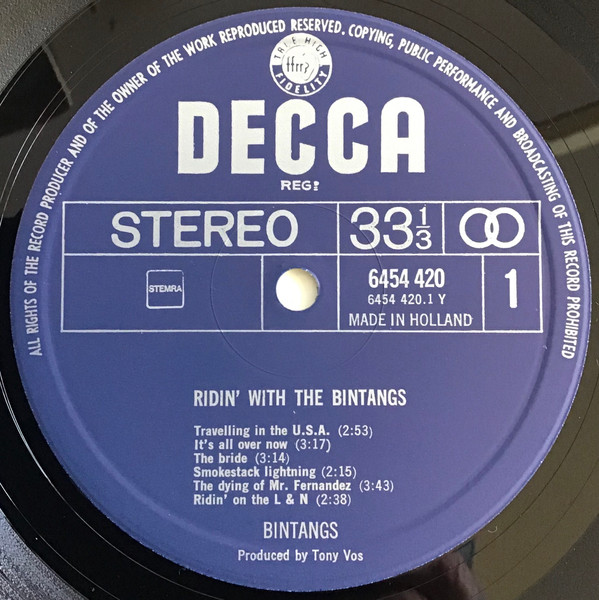 ALL RIGHTS OF THE RECORD PRODUCER AND OF THE OWNER OF THE WORK REPRODUCED RESERVED. COPYING, PUBLIC PERFORMANCE AND BROADCASTING OF THIS RECORD PROHIBITED
HIGH
ffrr
FIDELITY
DECCA
REGD
STEREO
33 1/3
STEMRA
6454 420
6454 420.1 Y
MADE IN HOLLAND
1
RIDIN' WITH THE BINTANGS
Travelling in the U.S.A. (2:53)
It's all over now (3:17)
The bride (3:14)
Smokestack lightning (2:15)
The dying of Mr. Fernandez (3:43)
Ridin' on the L & N (2:38)
BINTANGS
Produced by Tony Vos